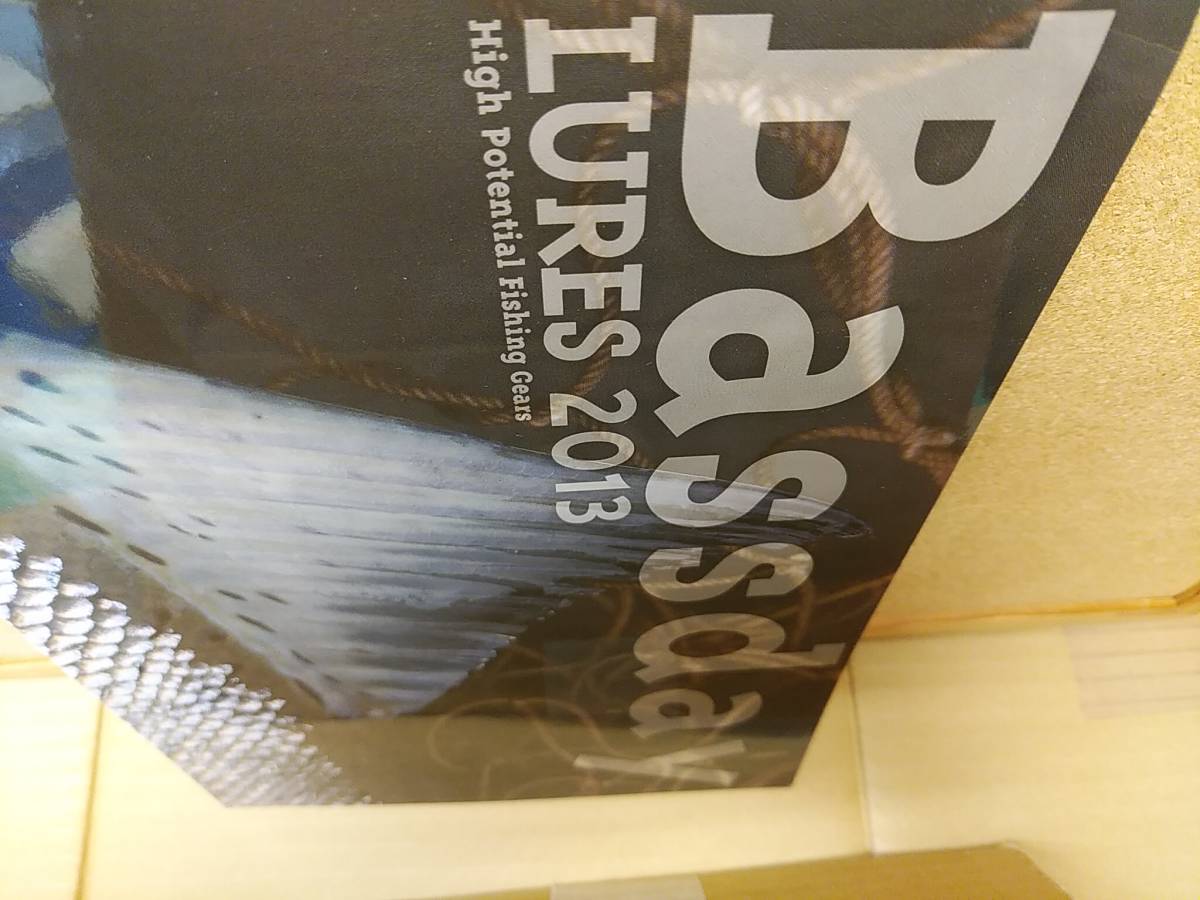 Bassday
LURES 2013
High Potential Fishing Gears